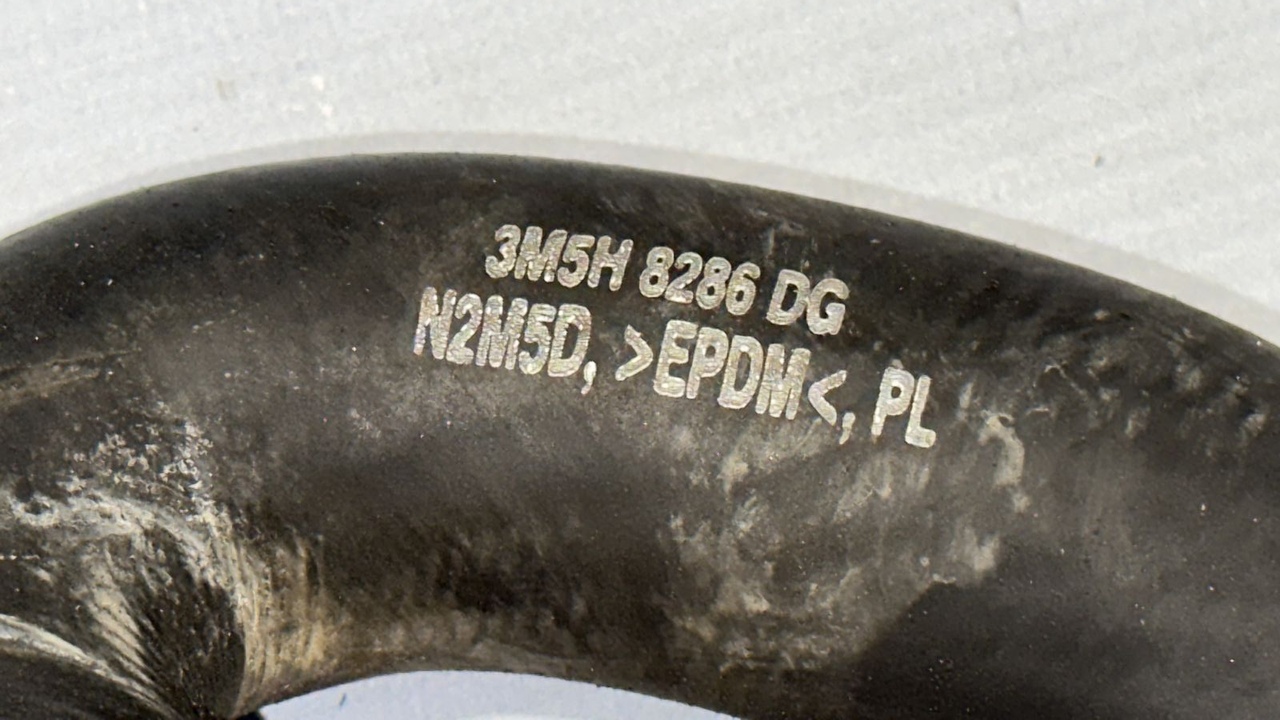 3M5H 8286 DG
N2M5D, >EPDM<, PL